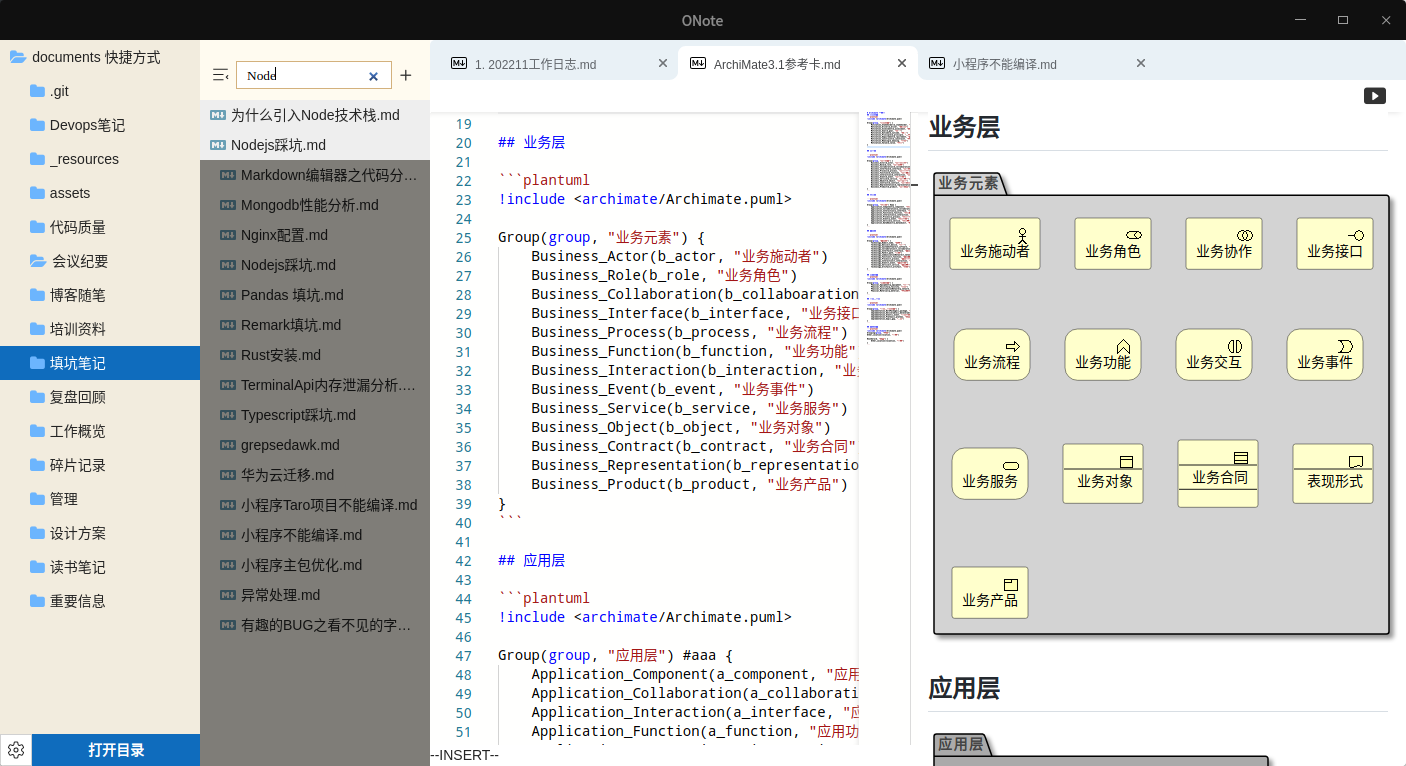 ONote
documents 快捷方式
.git
Devops笔记
_resources
assets
代码质量
会议纪要
博客随笔
培训资料
填坑笔记
复盘回顾
工作概览
碎片记录
管理
设计方案
读书笔记
重要信息
打开目录
Node
为什么引入Node技术栈.md
Nodejs踩坑.md
Markdown编辑器之代码分…
Mongodb性能分析.md
Nginx配置.md
Nodejs踩坑.md
Pandas 填坑.md
Remark填坑.md
Rust安装.md
TerminalApi内存泄漏分析.…
Typescript踩坑.md
grepsedawk.md
华为云迁移.md
小程序Taro项目不能编译.md
小程序不能编译.md
小程序主包优化.md
异常处理.md
有趣的BUG之看不见的字…
1. 202211工作日志.md
ArchiMate3.1参考卡.md
小程序不能编译.md
19
20 ## 业务层
21
22 ```plantuml
23 !include <archimate/Archimate.puml>
24
25 Group(group, "业务元素") {
26 Business_Actor(b_actor, "业务施动者")
27 Business_Role(b_role, "业务角色")
28 Business_Collaboration(b_collaboaration
29 Business_Interface(b_interface, "业务接口
30 Business_Process(b_process, "业务流程")
31 Business_Function(b_function, "业务功能"
32 Business_Interaction(b_interaction, "业
33 Business_Event(b_event, "业务事件")
34 Business_Service(b_service, "业务服务")
35 Business_Object(b_object, "业务对象")
36 Business_Contract(b_contract, "业务合同"
37 Business_Representation(b_representatio
38 Business_Product(b_product, "业务产品")
39 }
40 ```
41
42 ## 应用层
43
44 ```plantuml
45 !include <archimate/Archimate.puml>
46
47 Group(group, "应用层") #aaa {
48 Application_Component(a_component, "应用
49 Application_Collaboration(a_collaborati
50 Application_Interaction(a_interface, "应
51 Application_Function(a_function, "应用功
--INSERT--
业务层
业务元素
业务施动者 业务角色 业务协作 业务接口
业务流程 业务功能 业务交互 业务事件
业务服务 业务对象 业务合同 表现形式
业务产品
应用层
应用层